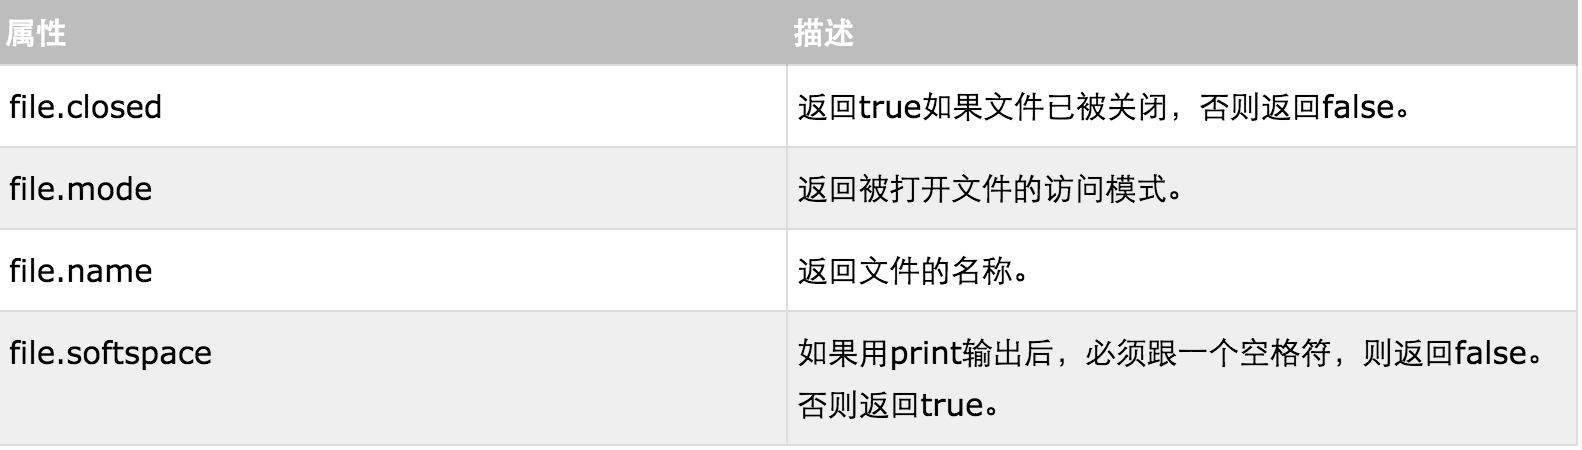 属性 描述
file.closed 返回true如果文件已被关闭，否则返回false。
file.mode 返回被打开文件的访问模式。
file.name 返回文件的名称。
file.softspace 如果用print输出后，必须跟一个空格符，则返回false。
否则返回true。